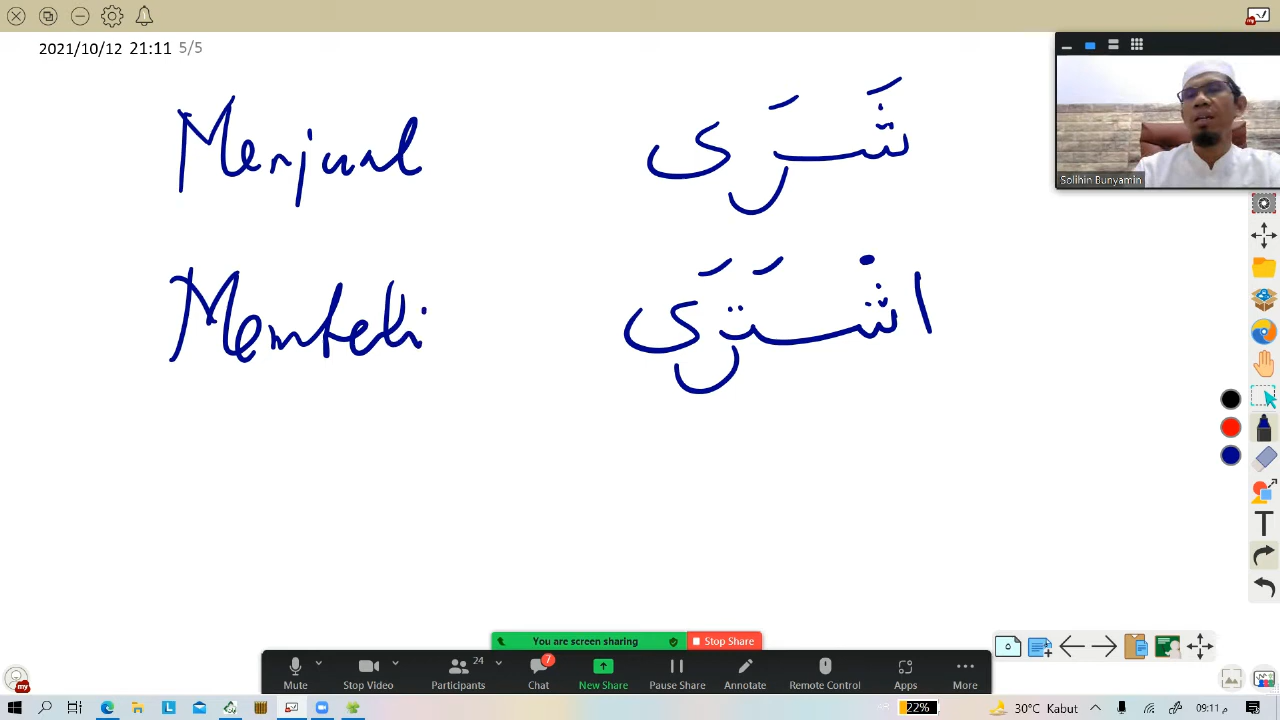 2021/10/12 21:11 5/5
Menjual شَرَى
Membeli اشْتَرَى
Solihin Bunyamin
You are screen sharing Stop Share
Mute Stop Video Participants 24 Chat 7 New Share Pause Share Annotate Remote Control Apps More
22% 30°C Kabut 09:11 م